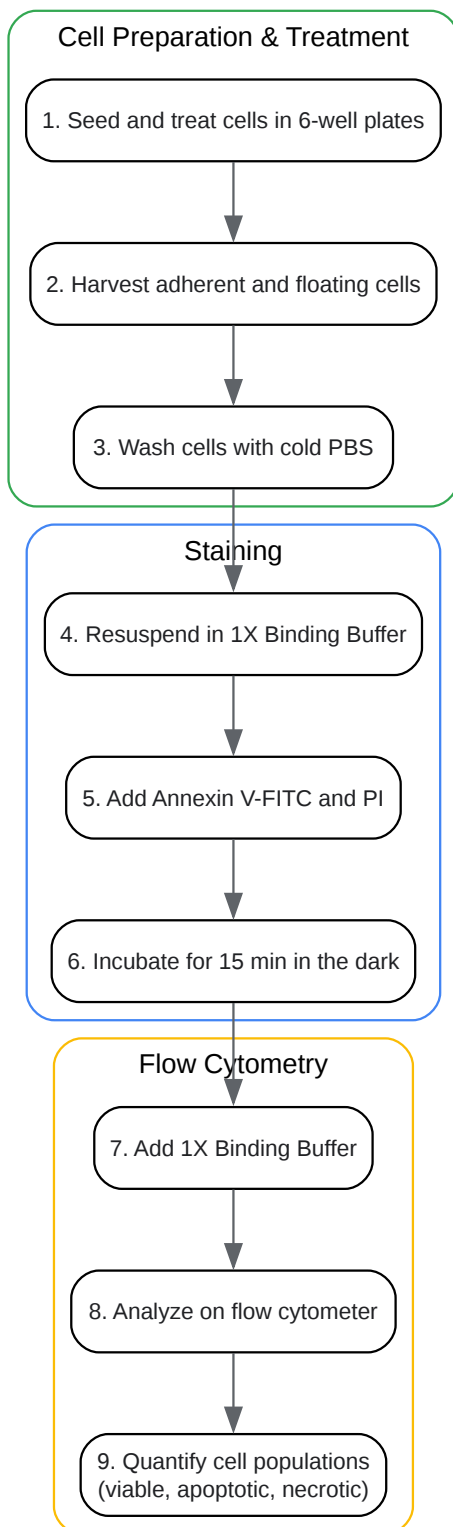 Cell Preparation & Treatment
1. Seed and treat cells in 6-well plates
2. Harvest adherent and floating cells
3. Wash cells with cold PBS
Staining
4. Resuspend in 1X Binding Buffer
5. Add Annexin V-FITC and PI
6. Incubate for 15 min in the dark
Flow Cytometry
7. Add 1X Binding Buffer
8. Analyze on flow cytometer
9. Quantify cell populations
(viable, apoptotic, necrotic)